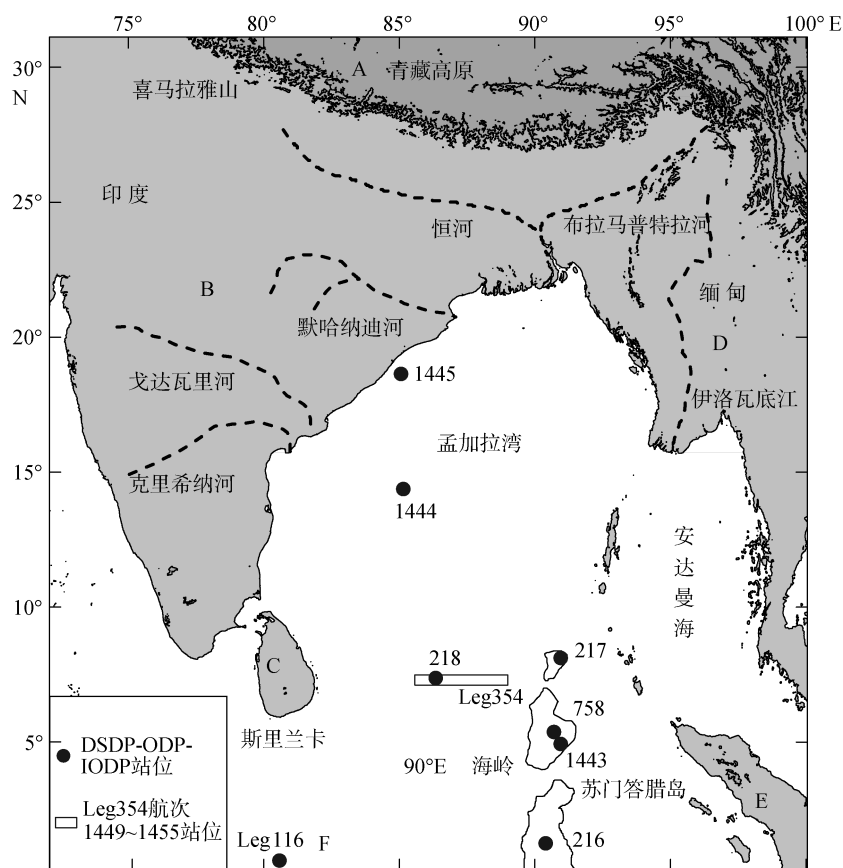 75°
80°
85°
90°
95°
100° E
30°
N
A
青藏高原
喜马拉雅山
25°
印度
恒河
布拉马普特拉河
B
缅甸
默哈纳迪河
20°
D
1445
戈达瓦里河
伊洛瓦底江
孟加拉湾
15°
克里希纳河
1444
安达曼海
10°
217
218
C
Leg354
758
斯里兰卡
5°
DSDP-ODP-
IODP站位
90°E 海岭
1443
苏门答腊岛
E
Leg354航次
1449~1455站位
Leg116
F
216